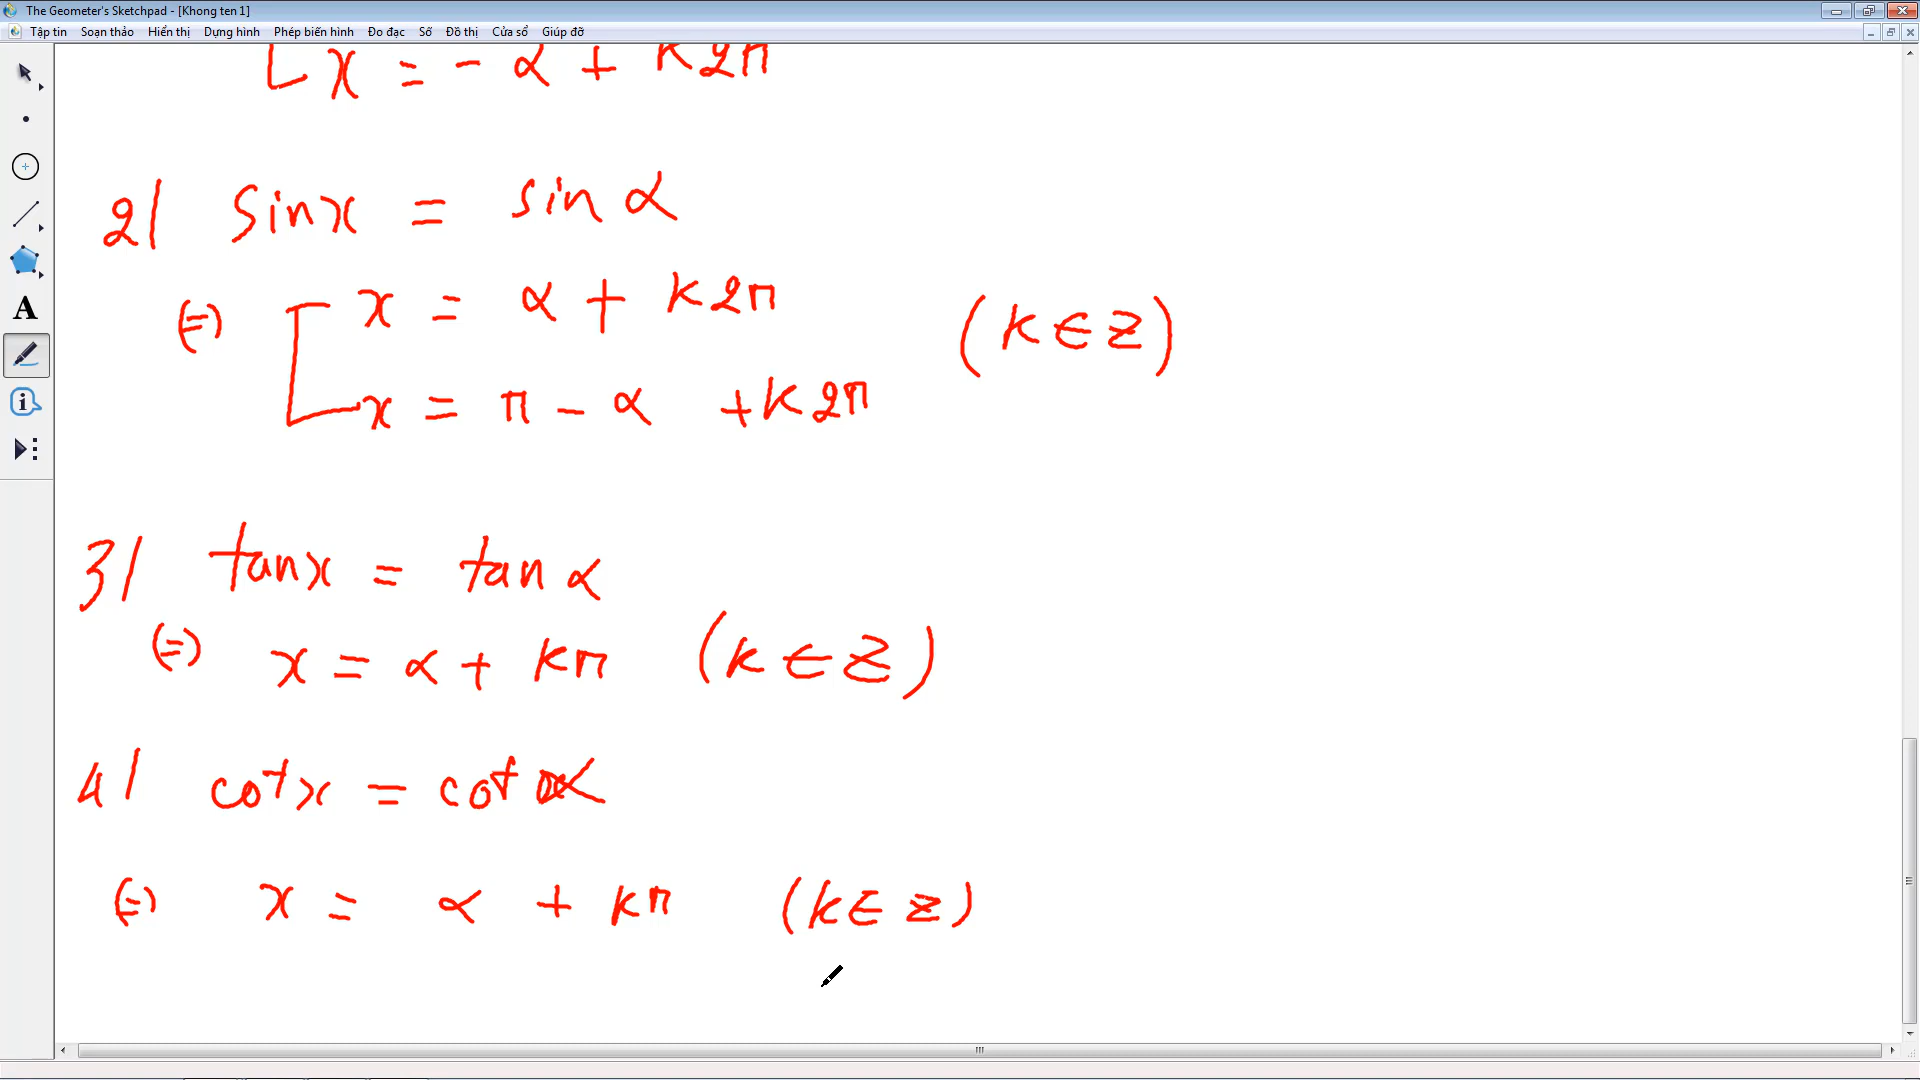 The Geometer's Sketchpad - [Khong ten 1]
Tập tin Soạn thảo Hiển thị Dựng hình Phép biến hình Đo đạc Số Đồ thị Cửa sổ Giúp đỡ
x = - α + k2π
2/ sinx = sin α
(=) x = α + k2π (k ∈ Z)
x = π - α + k2π
3/ tanx = tan α
(=) x = α + kπ (k ∈ Z)
4/ cotx = cot α
(=) x = α + kπ (k ∈ Z)
A